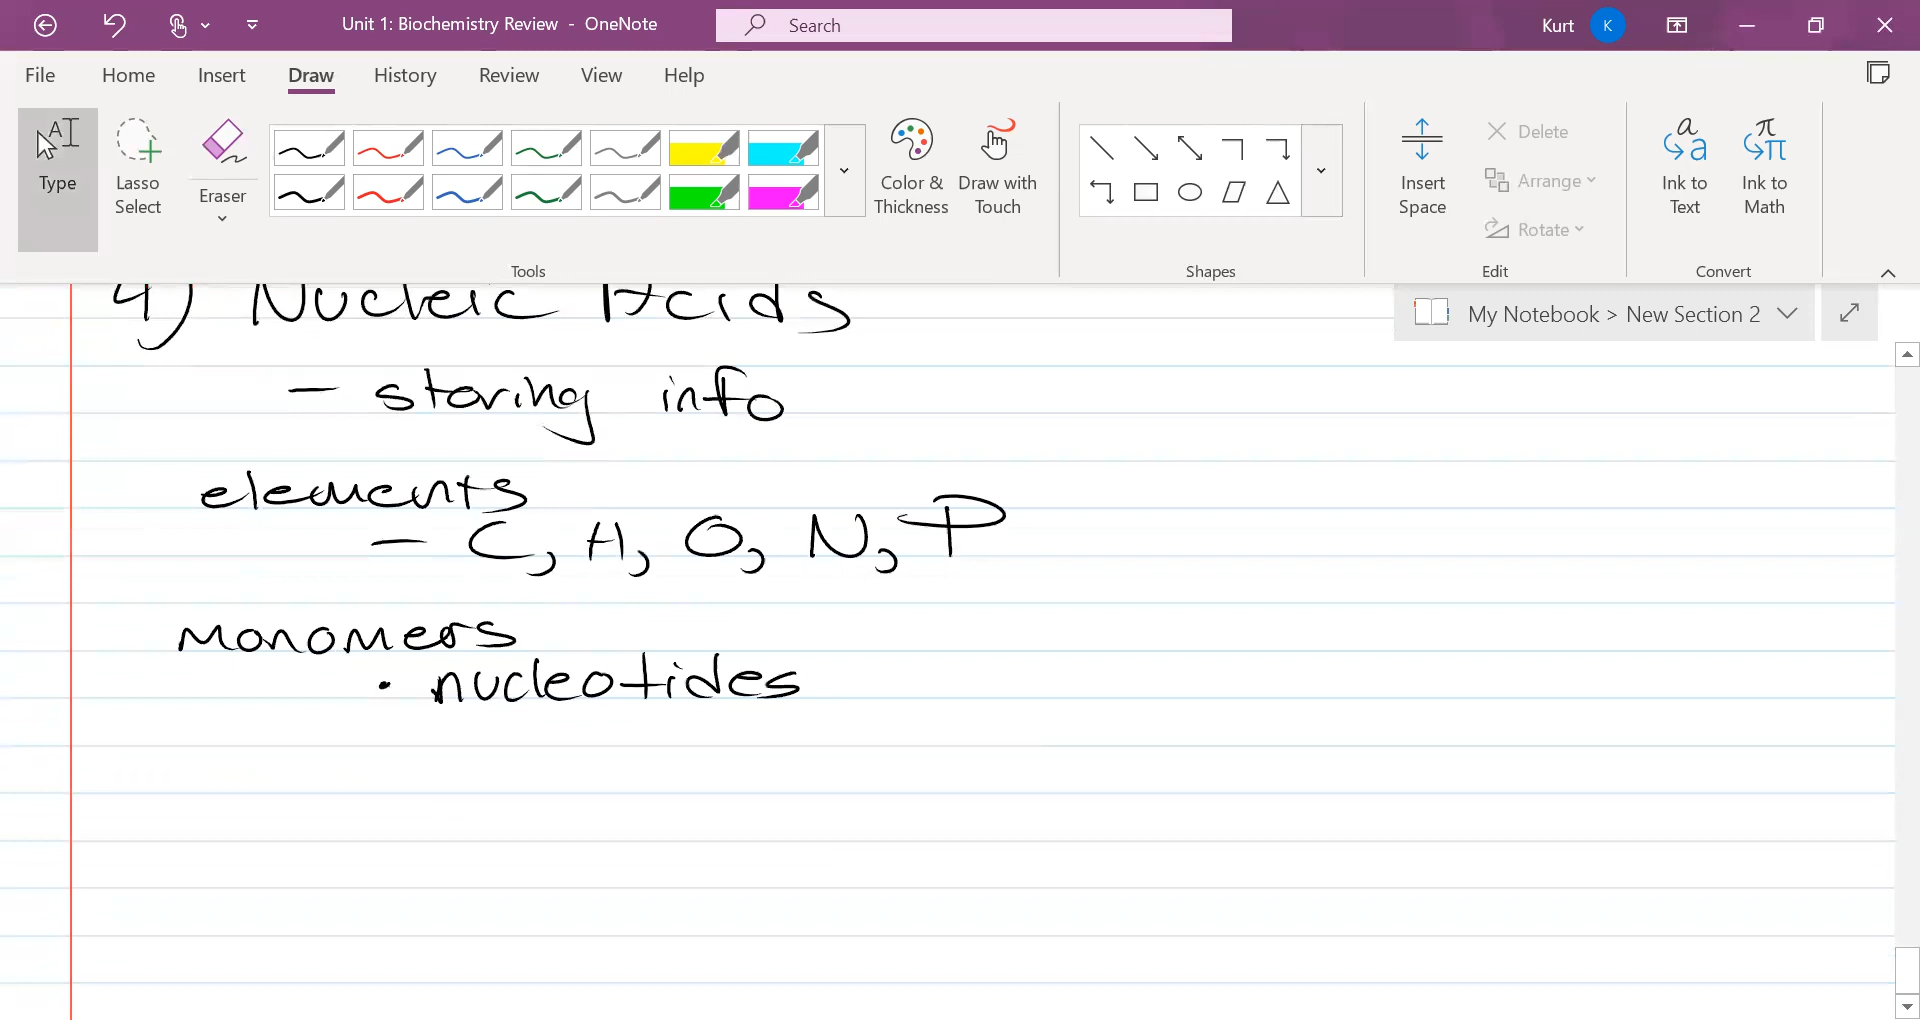 Unit 1: Biochemistry Review - OneNote
Search
Kurt
K
File Home Insert Draw History Review View Help
Type
Lasso Select
Eraser
Color & Thickness
Draw with Touch
Insert Space
Delete
Arrange
Rotate
Ink to Text
Ink to Math
Tools
Shapes
Edit
Convert
My Notebook > New Section 2
4) Nucleic Acids
- storing info
elements
- C, H, O, N, P
monomers
• nucleotides